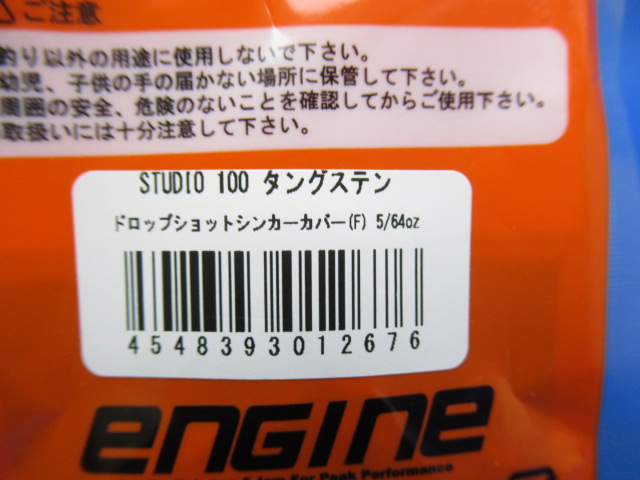 ご注意
釣り以外の用途に使用しないで下さい。
幼児、子供の手の届かない場所に保管して下さい。
周囲の安全、危険のないことを確認してからご使用下さい。
取扱いには十分注意して下さい。
STUDIO 100 タングステン
ドロップショットシンカーカバー(F) 5/64oz
4548393012676
engine
For Peak Performance